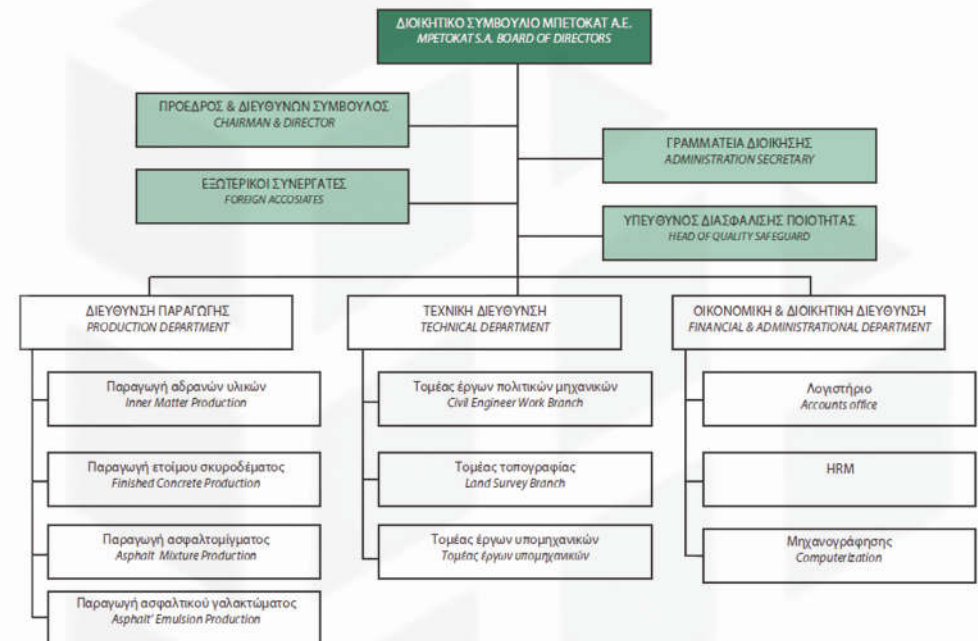 ΔΙΟΙΚΗΤΙΚΟ ΣΥΜΒΟΥΛΙΟ ΜΠΕΤΟΚΑΤ Α.Ε.
MPETOKAT S.A. BOARD OF DIRECTORS
ΠΡΟΕΔΡΟΣ & ΔΙΕΥΘΥΝΩΝ ΣΥΜΒΟΥΛΟΣ
CHAIRMAN & DIRECTOR
ΓΡΑΜΜΑΤΕΙΑ ΔΙΟΙΚΗΣΗΣ
ADMINISTRATION SECRETARY
ΕΞΩΤΕΡΙΚΟΙ ΣΥΝΕΡΓΑΤΕΣ
FOREIGN ACCOSIATES
ΥΠΕΥΘΥΝΟΣ ΔΙΑΣΦΑΛΙΣΗΣ ΠΟΙΟΤΗΤΑΣ
HEAD OF QUALITY SAFEGUARD
ΔΙΕΥΘΥΝΣΗ ΠΑΡΑΓΩΓΗΣ
PRODUCTION DEPARTMENT
Παραγωγή αδρανών υλικών
Inner Matter Production
Παραγωγή ετοίμου σκυροδέματος
Finished Concrete Production
Παραγωγή ασφαλτομίγματος
Asphalt Mixture Production
Παραγωγή ασφαλτικού γαλακτώματος
Asphalt' Emulsion Production
ΤΕΧΝΙΚΗ ΔΙΕΥΘΥΝΣΗ
TECHNICAL DEPARTMENT
Τομέας έργων πολιτικών μηχανικών
Civil Engineer Work Branch
Τομέας τοπογραφίας
Land Survey Branch
Τομέας έργων υπομηχανικών
Τομέας έργων υπομηχανικών
ΟΙΚΟΝΟΜΙΚΗ & ΔΙΟΙΚΗΤΙΚΗ ΔΙΕΥΘΥΝΣΗ
FINANCIAL & ADMINISTRATIONAL DEPARTMENT
Λογιστήριο
Accounts office
HRM
Μηχανογράφησης
Computerization